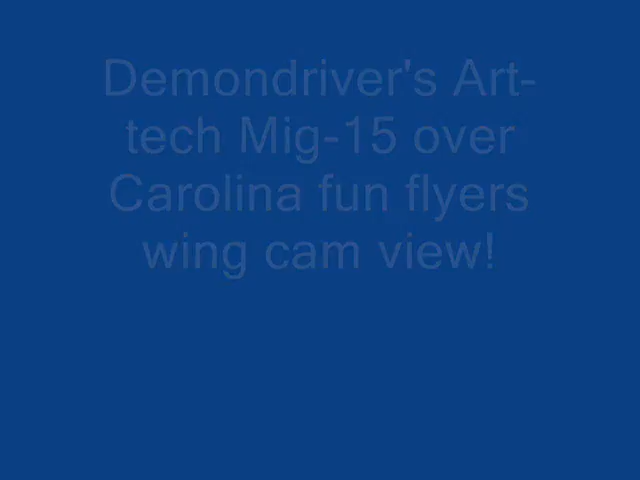 Demondriver's Art-
tech Mig-15 over
Carolina fun flyers
wing cam view!